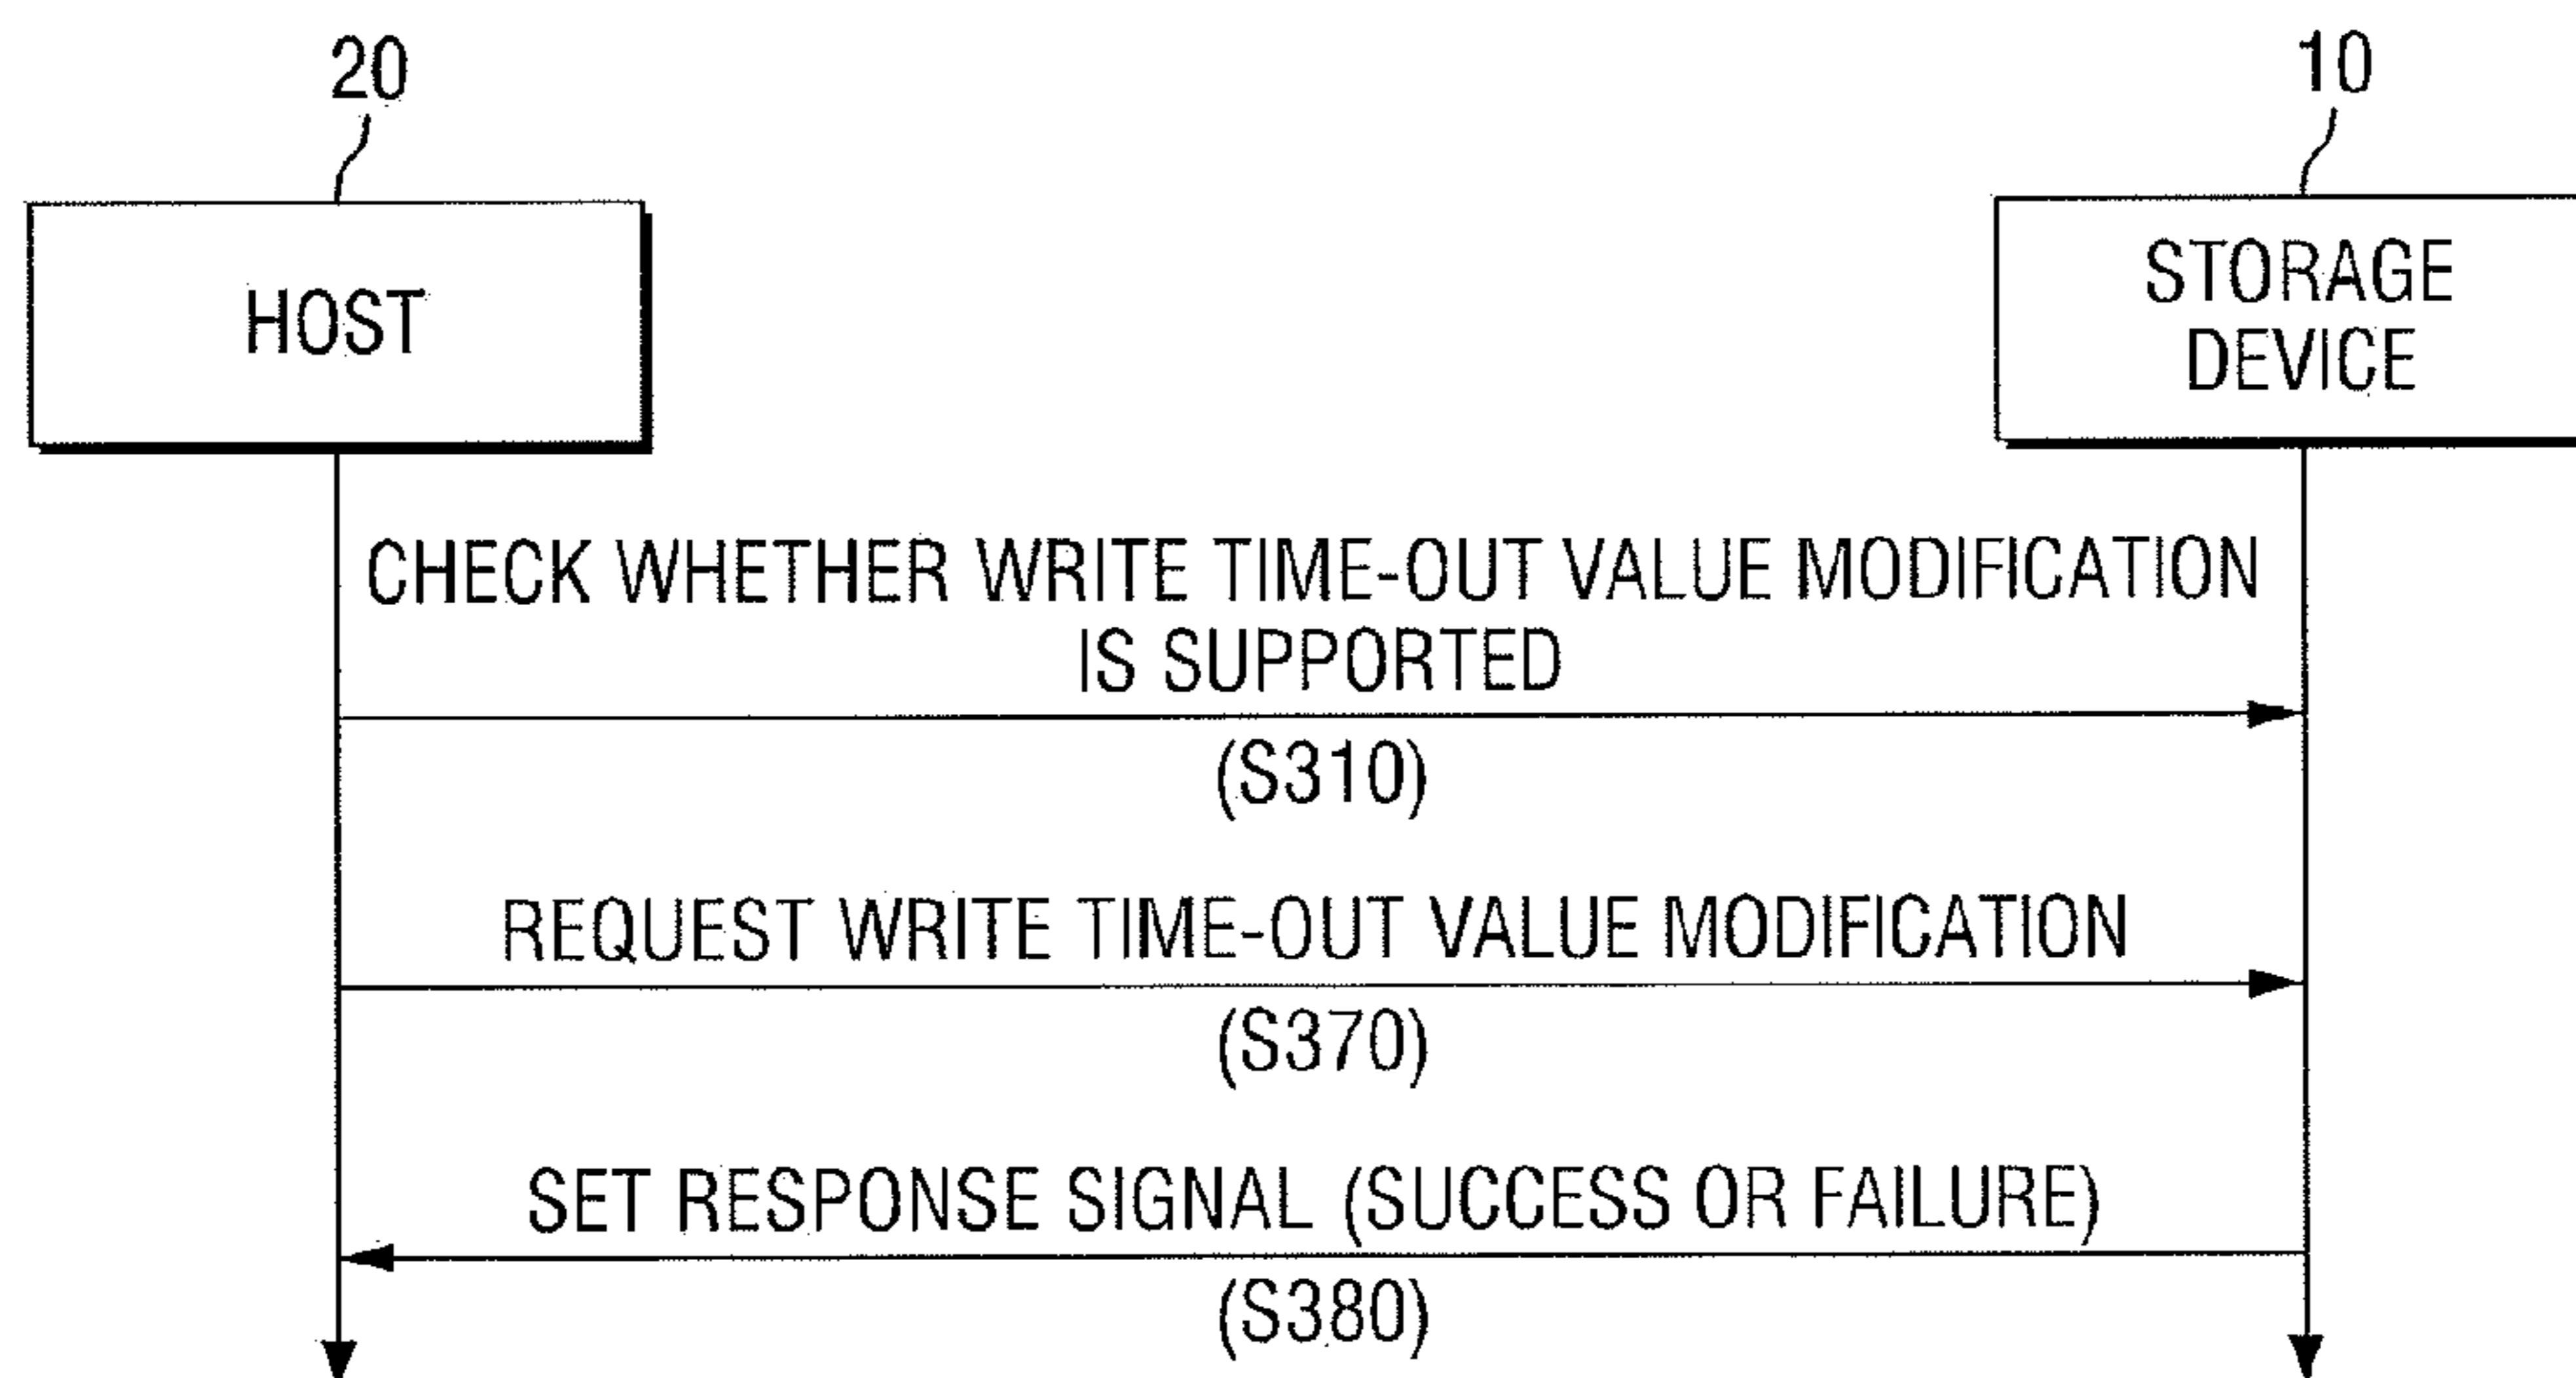 20
10
HOST
STORAGE
DEVICE
CHECK WHETHER WRITE TIME-OUT VALUE MODIFICATION
IS SUPPORTED
(S310)
REQUEST WRITE TIME-OUT VALUE MODIFICATION
(S370)
SET RESPONSE SIGNAL (SUCCESS OR FAILURE)
(S380)